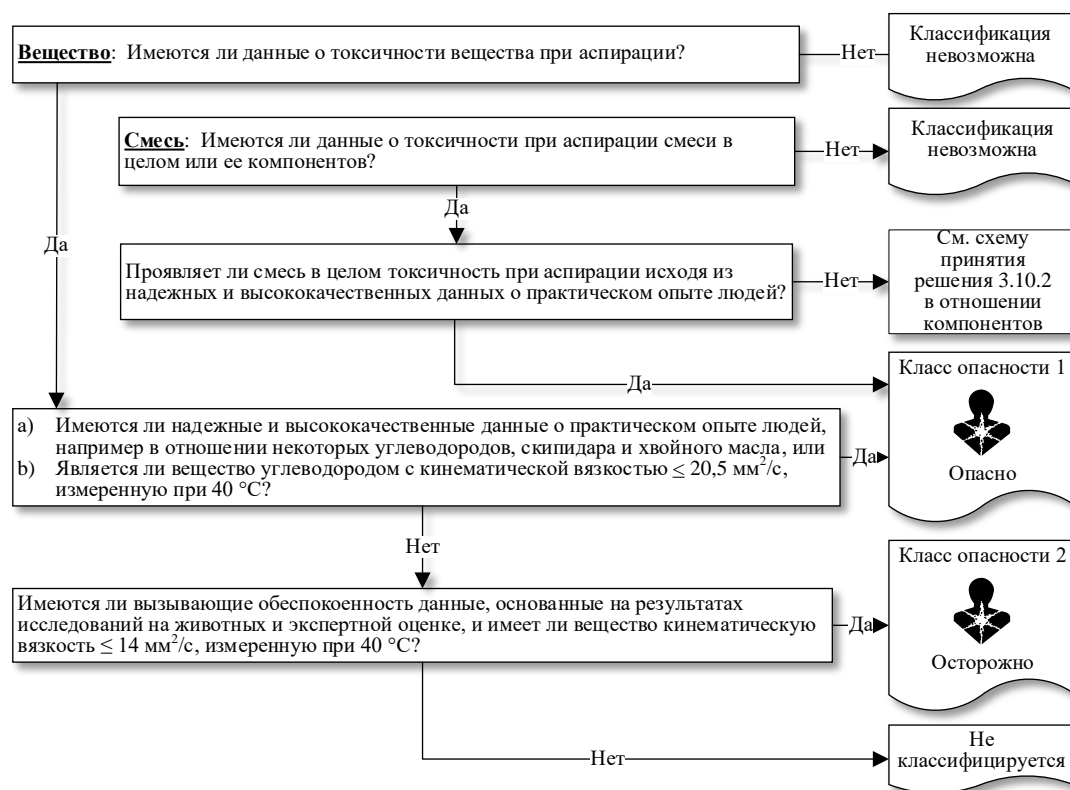 Вещество: Имеются ли данные о токсичности вещества при аспирации?
Нет
Классификация
невозможна
Смесь: Имеются ли данные о токсичности при аспирации смеси в
целом или ее компонентов?
Нет
Классификация
невозможна
Да
Да
Проявляет ли смесь в целом токсичность при аспирации исходя из
надежных и высококачественных данных о практическом опыте людей?
Нет
См. схему
принятия
решения 3.10.2
в отношении
компонентов
Да
Класс опасности 1
Опасно
a) Имеются ли надежные и высококачественные данные о практическом опыте людей,
например в отношении некоторых углеводородов, скипидара и хвойного масла, или
b) Является ли вещество углеводородом с кинематической вязкостью ≤ 20,5 мм²/с,
измеренную при 40 °C?
Да
Нет
Класс опасности 2
Осторожно
Имеются ли вызывающие обеспокоенность данные, основанные на результатах
исследований на животных и экспертной оценке, и имеет ли вещество кинематическую
вязкость ≤ 14 мм²/с, измеренную при 40 °C?
Да
Нет
Не
классифицируется